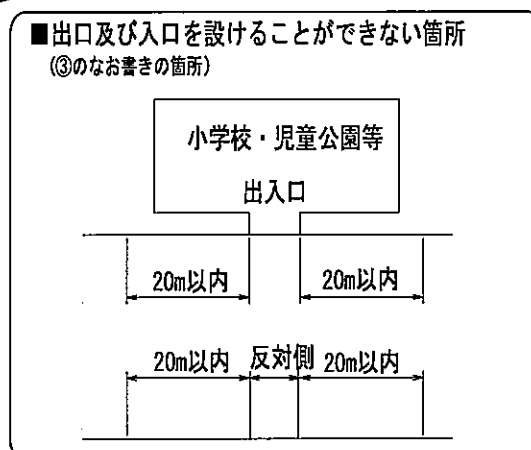 ■出口及び入口を設けることができない箇所
(③のなお書きの箇所)
小学校・児童公園等
出入口
20m以内 20m以内
20m以内 反対側 20m以内